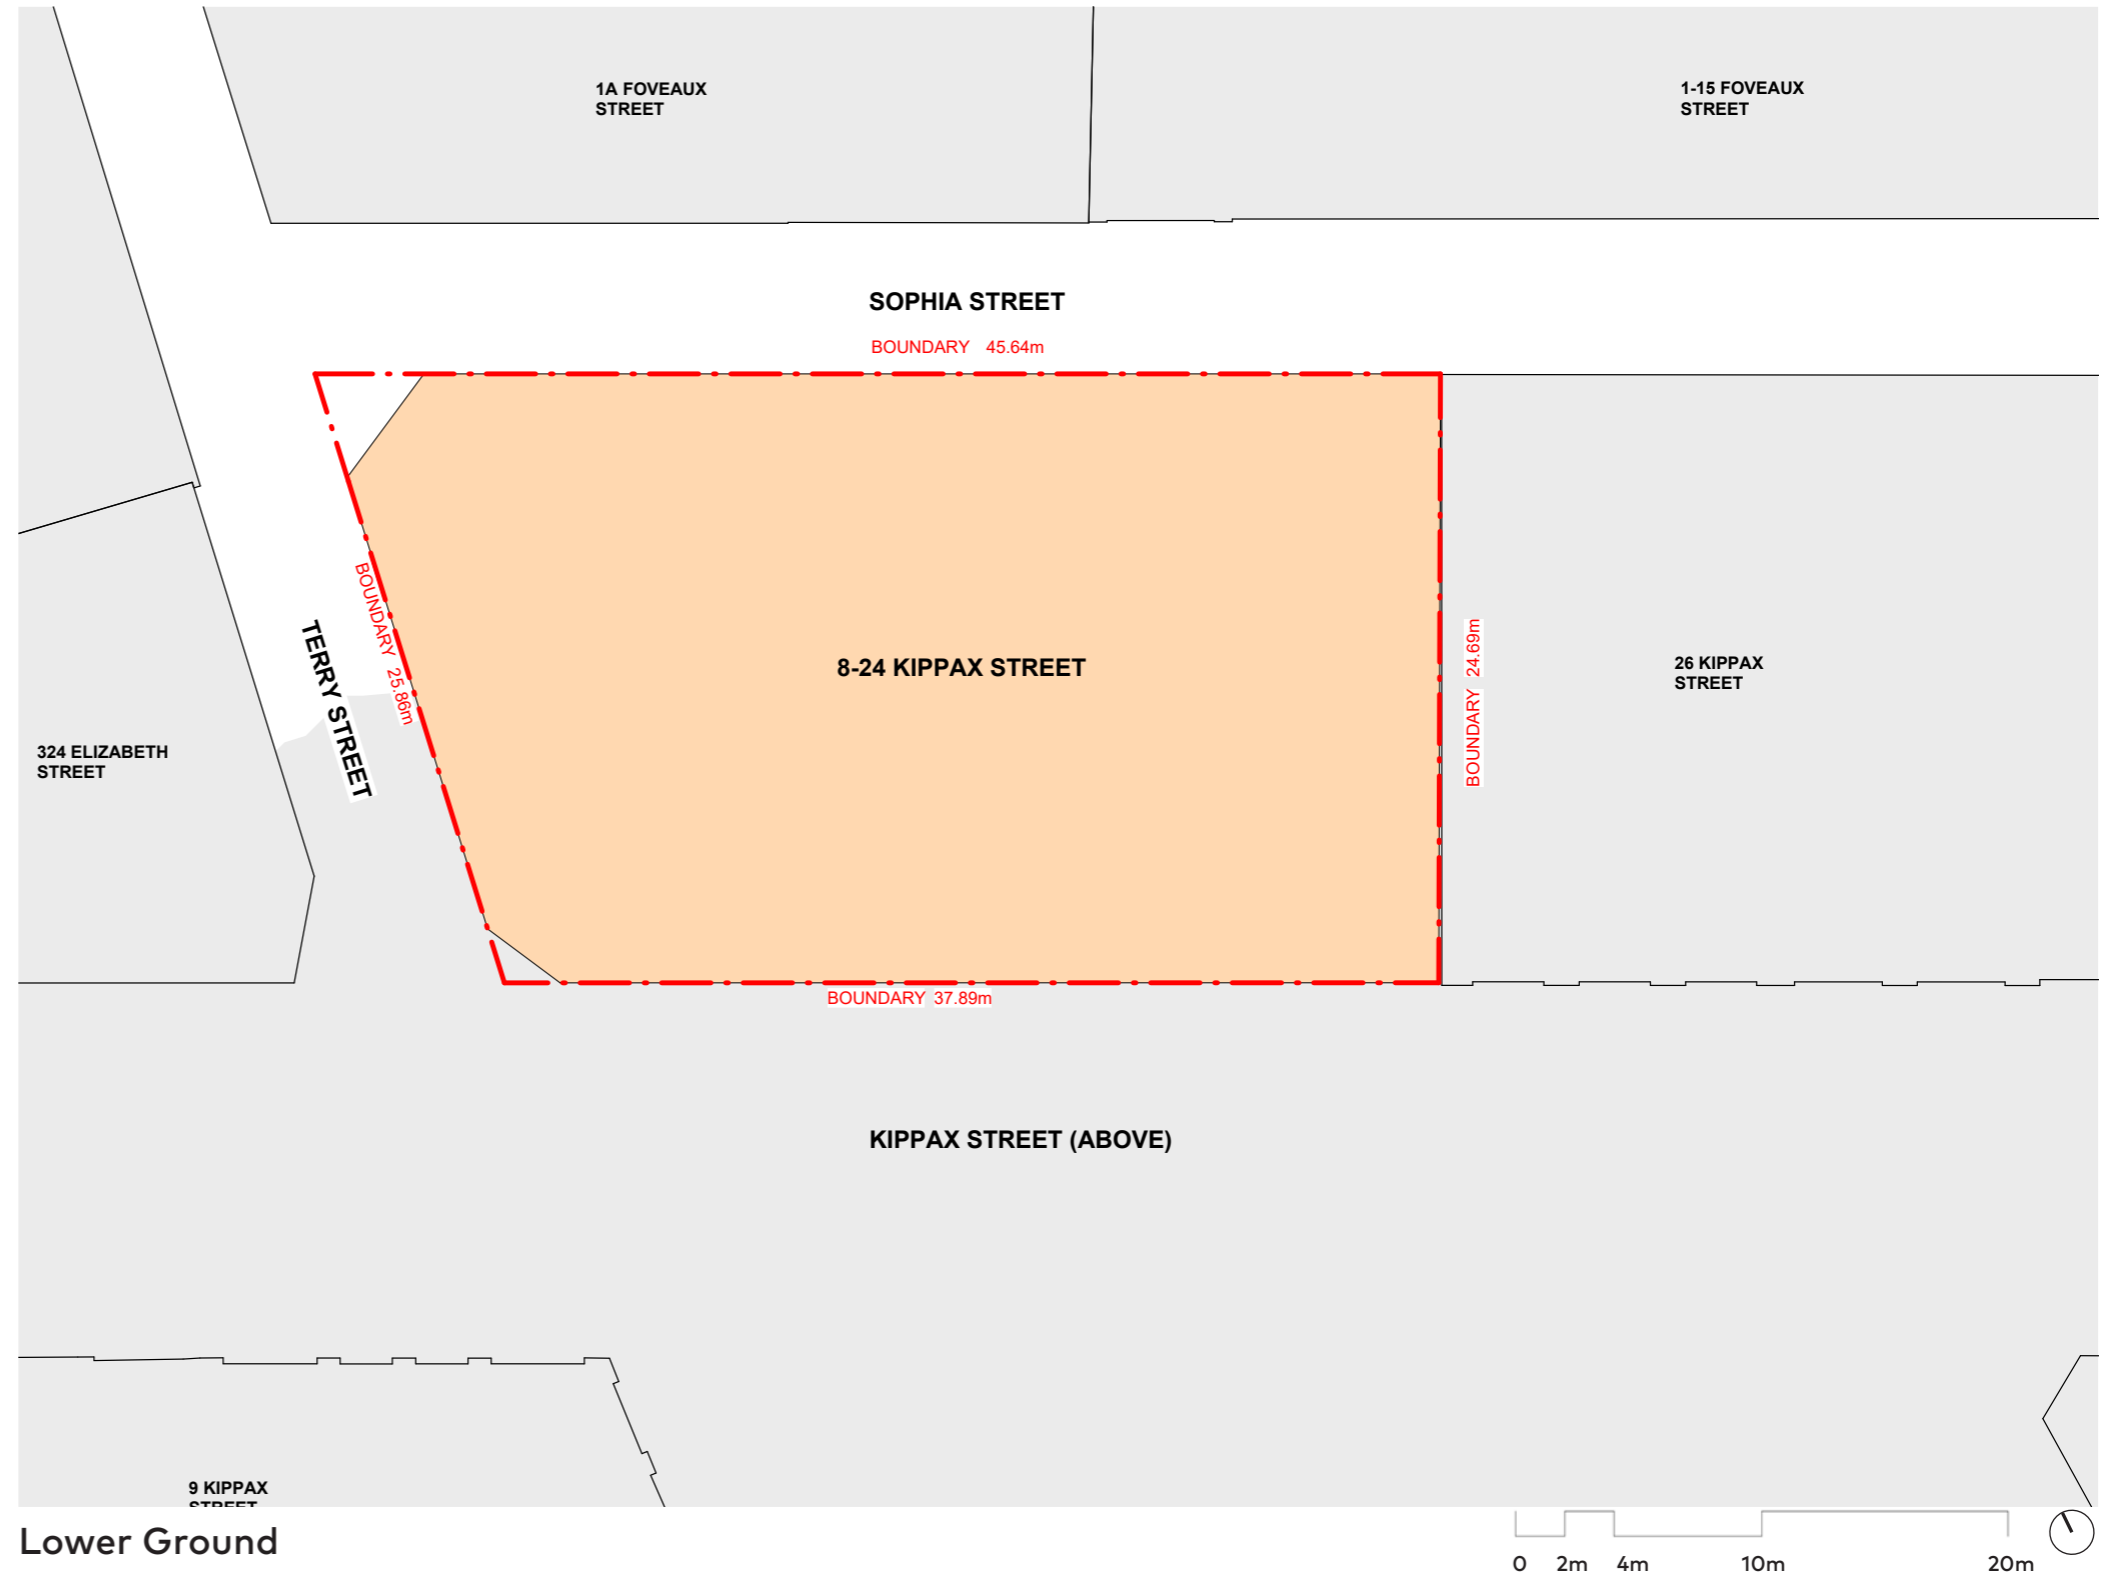 1A FOVEAUX
STREET
1-15 FOVEAUX
STREET
SOPHIA STREET
BOUNDARY 45.64m
BOUNDARY 25.86m
TERRY STREET
8-24 KIPPAX STREET
BOUNDARY 24.69m
26 KIPPAX
STREET
324 ELIZABETH
STREET
BOUNDARY 37.89m
KIPPAX STREET (ABOVE)
9 KIPPAX
STREET
Lower Ground
0 2m 4m 10m 20m